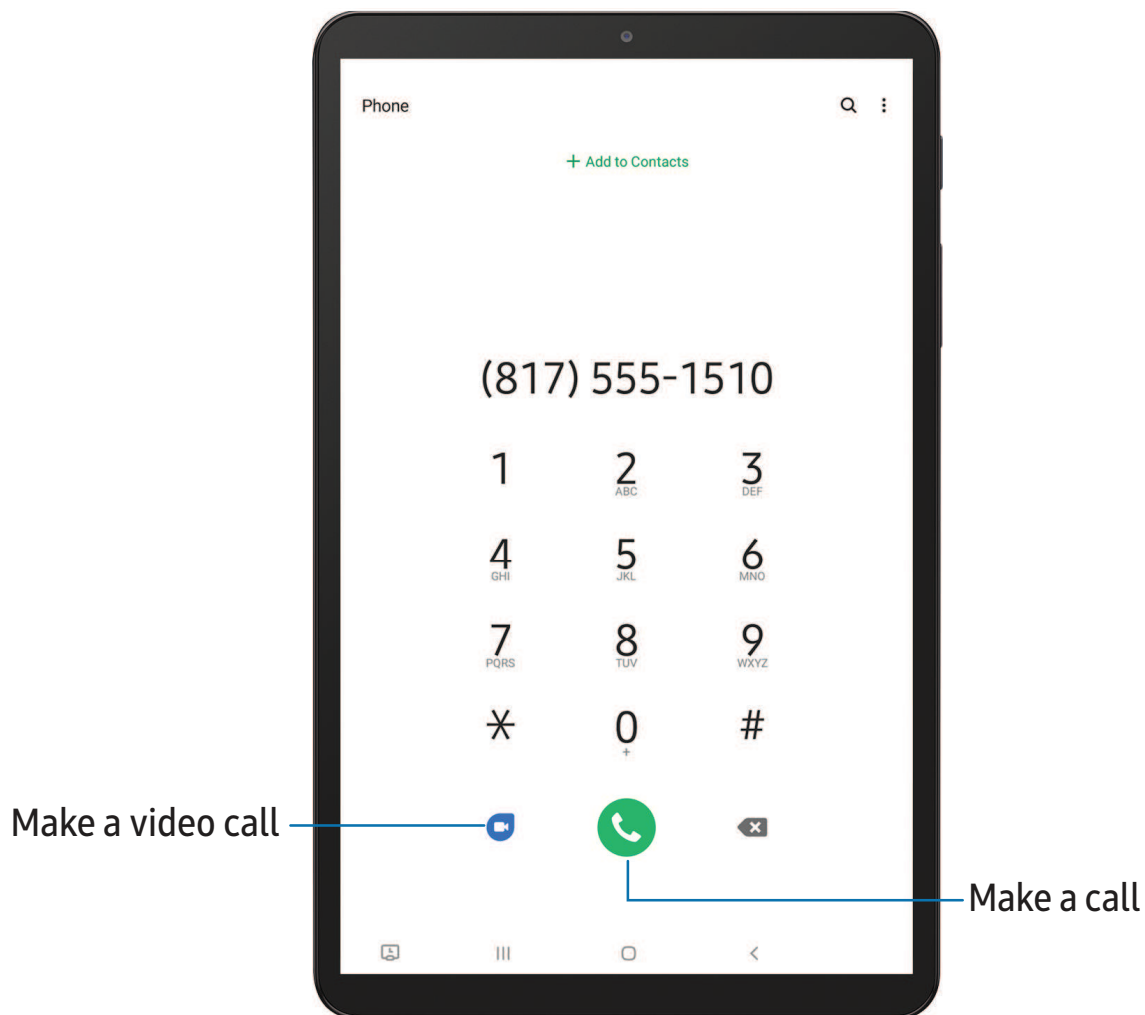 Phone
+ Add to Contacts
(817) 555-1510
1 2 3
ABC DEF
4 5 6
GHI JKL MNO
7 8 9
PQRS TUV WXYZ
* 0 #
+
Make a video call
Make a call